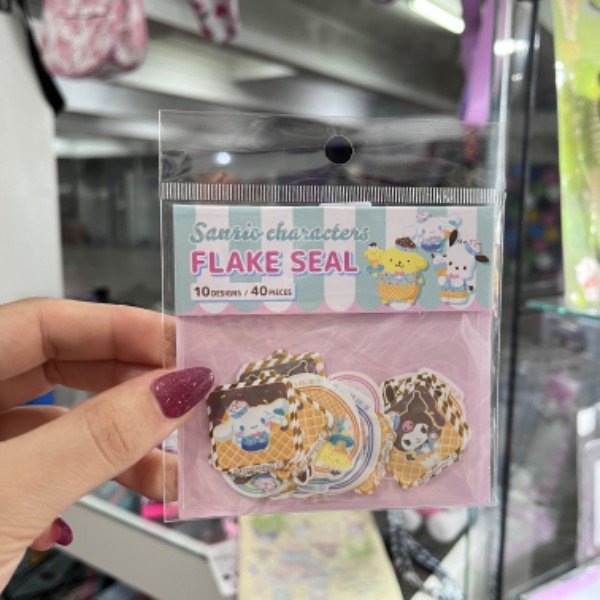 Sanrio characters
FLAKE SEAL
10 DESIGNS / 40 PIECES